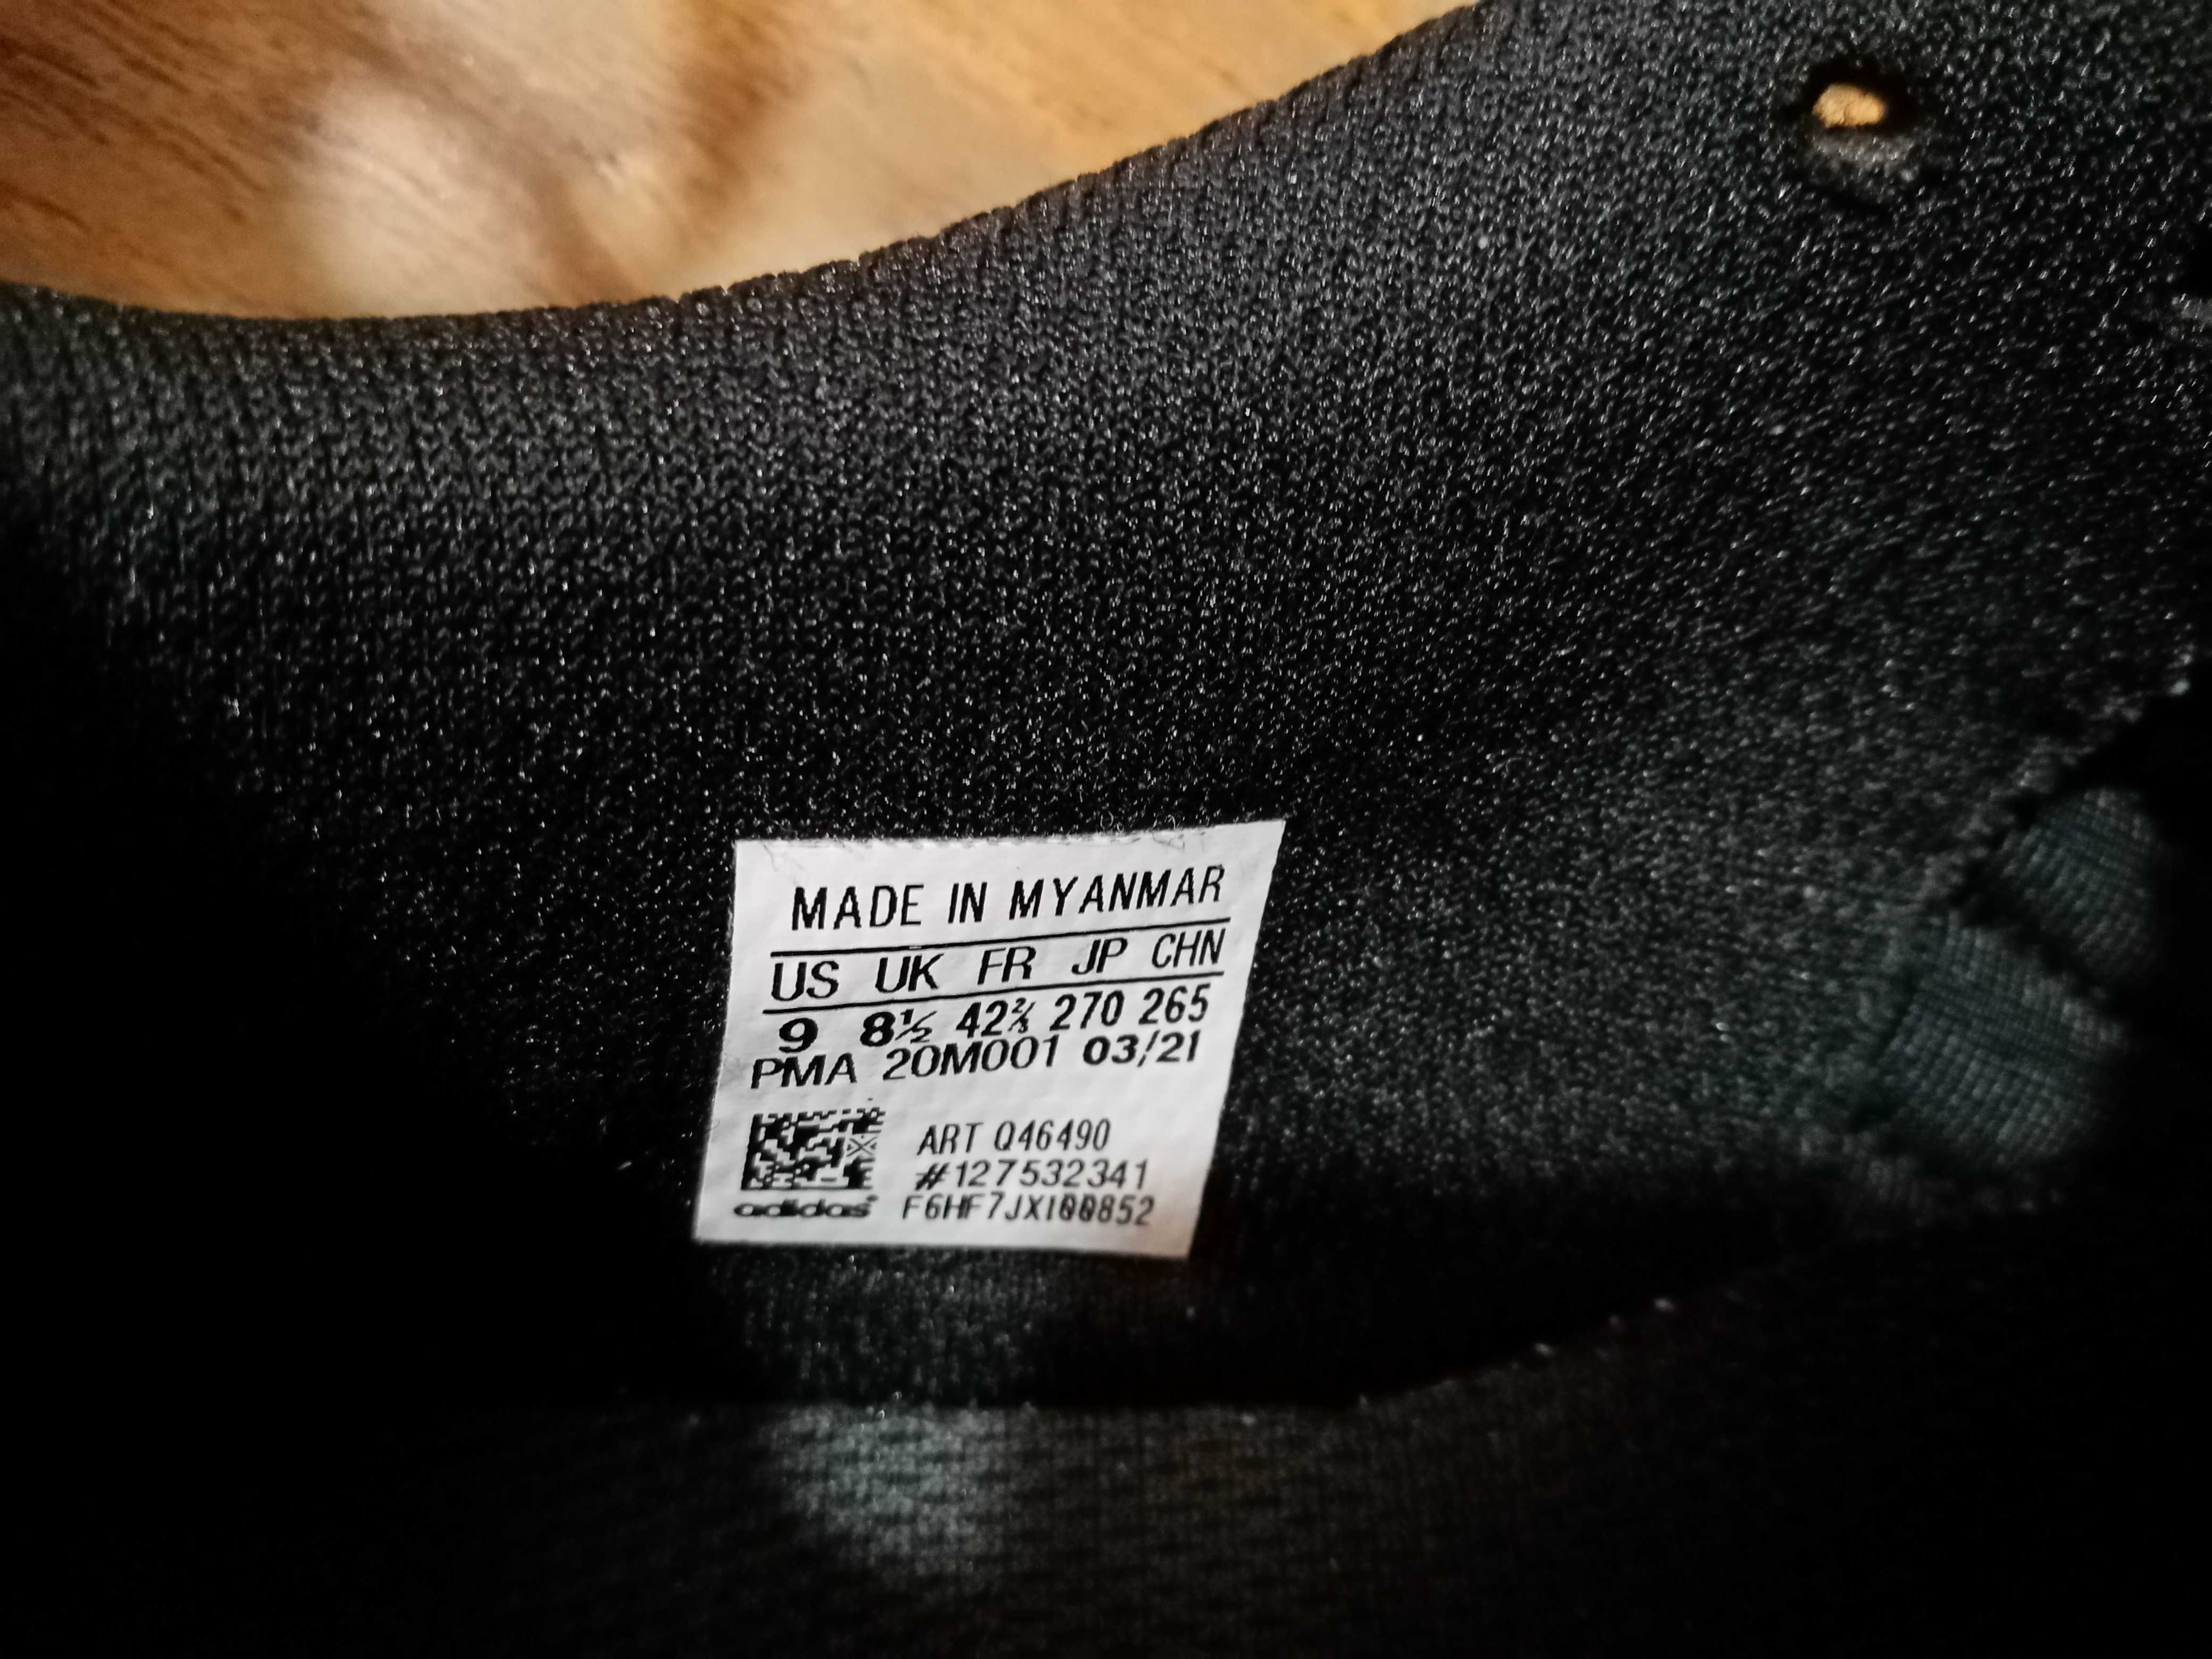 MADE IN MYANMAR
US UK FR JP CHN
9 8½ 42⅔ 270 265
PMA 20M001 03/21
ART Q46490
#127532341
adidas F6HF7JX100852